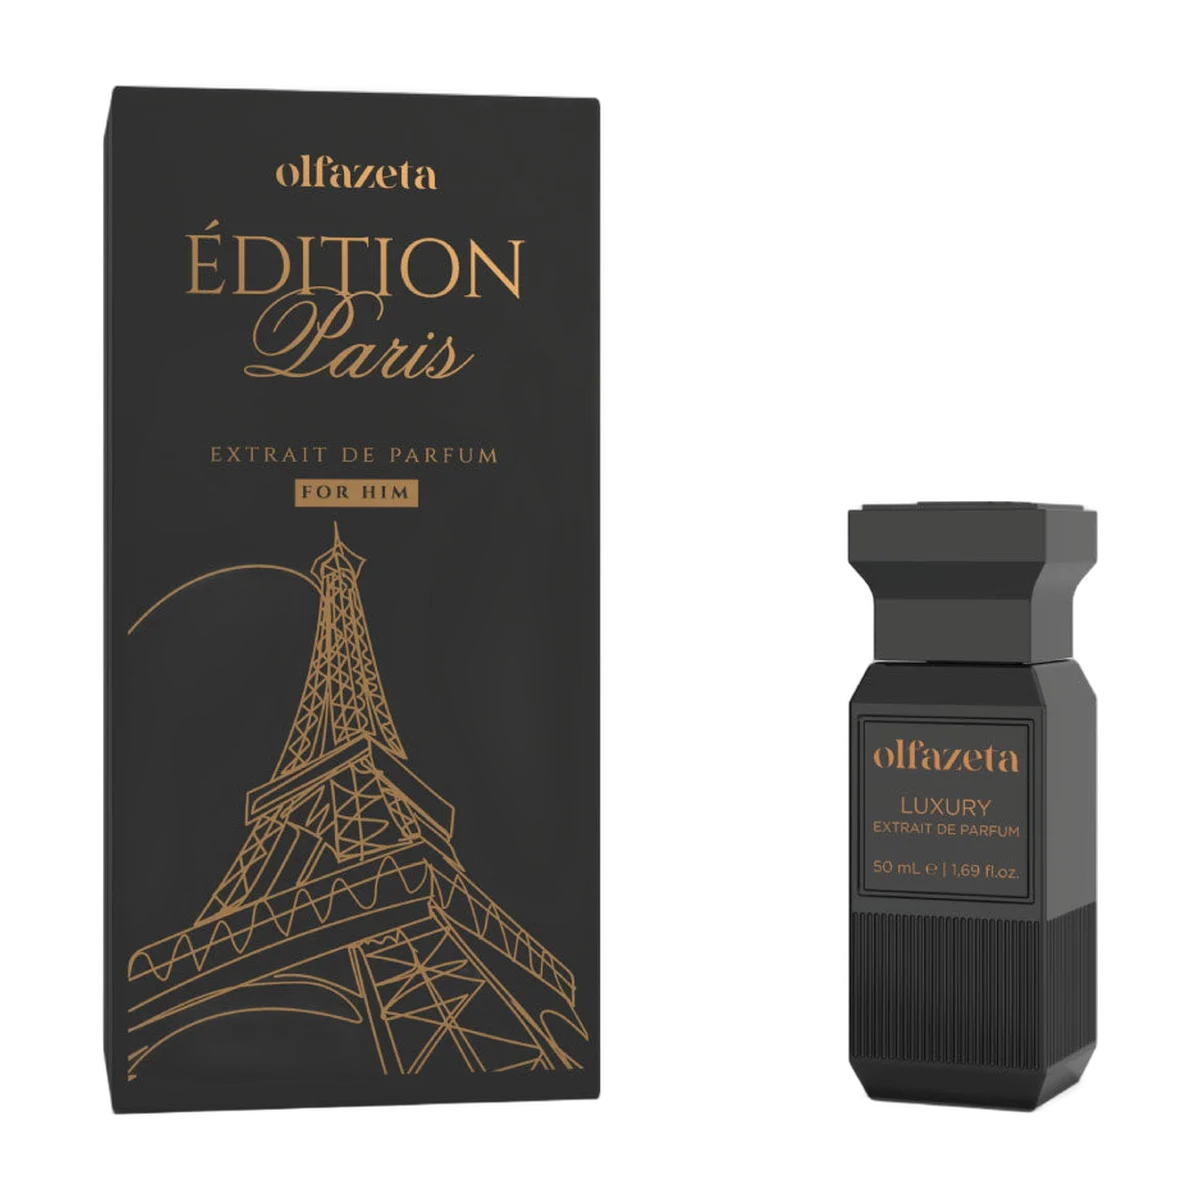 olfazeta
ÉDITION
Paris
EXTRAIT DE PARFUM
FOR HIM
olfazeta
LUXURY
EXTRAIT DE PARFUM
50 mL ℮ | 1,69 fl.oz.